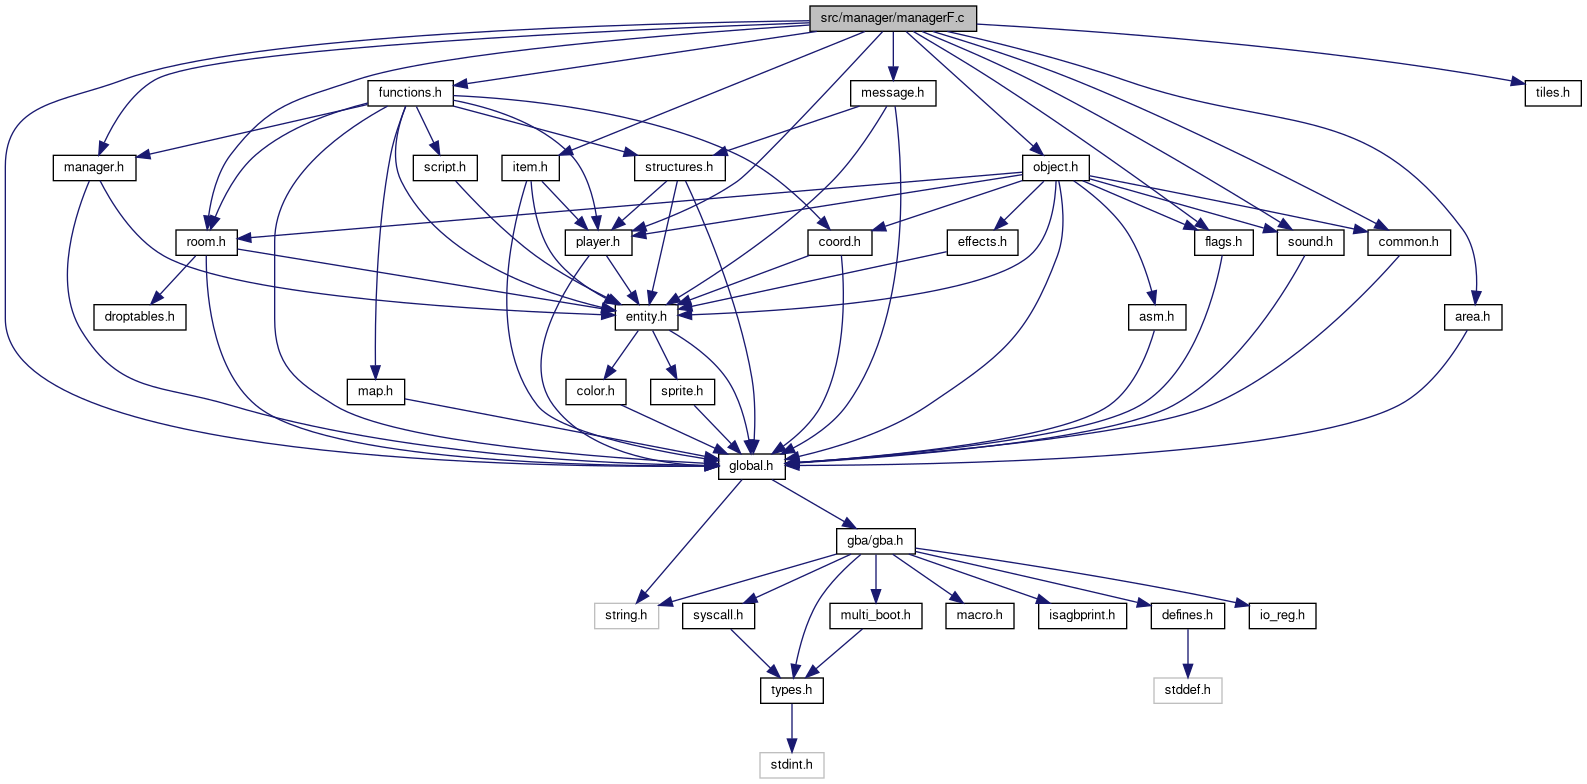 src/manager/managerF.c
functions.h
message.h
tiles.h
manager.h
script.h
item.h
structures.h
object.h
room.h
player.h
coord.h
effects.h
flags.h
sound.h
common.h
droptables.h
entity.h
asm.h
area.h
map.h
color.h
sprite.h
global.h
gba/gba.h
string.h
syscall.h
multi_boot.h
macro.h
isagbprint.h
defines.h
io_reg.h
types.h
stddef.h
stdint.h